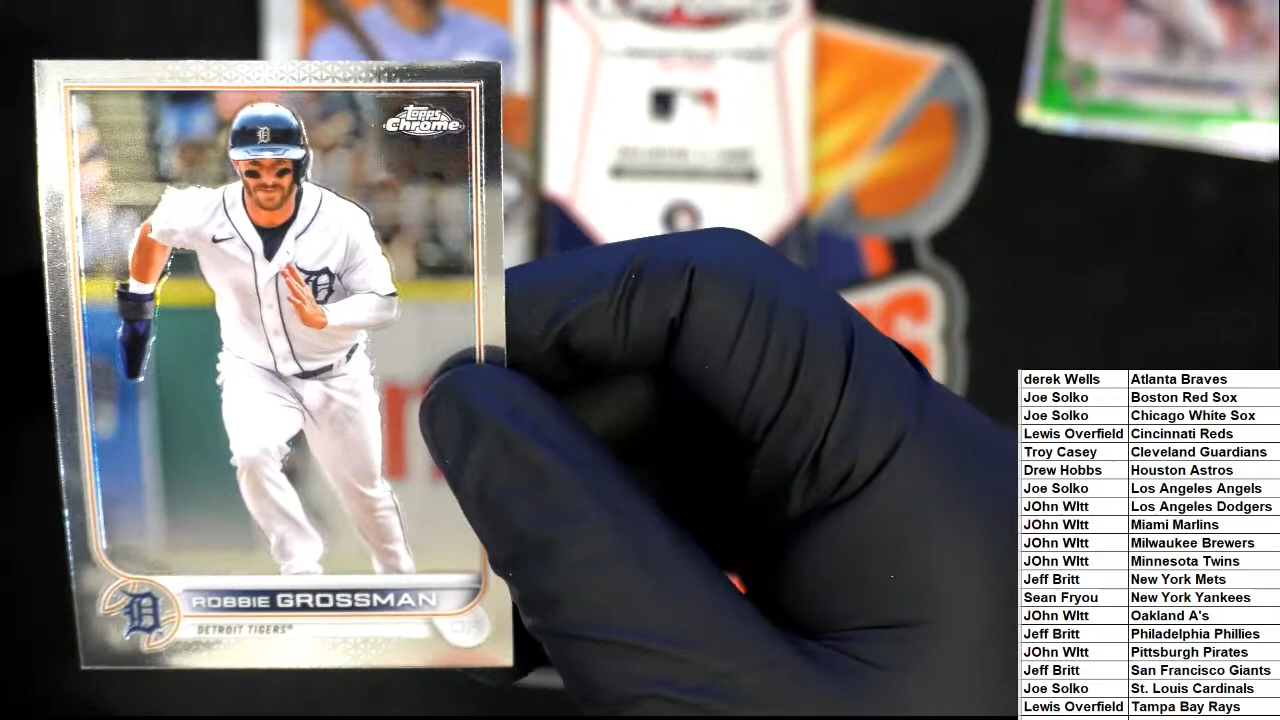 Topps
Chrome
ROBBIE GROSSMAN
DETROIT TIGERS
derek Wells Atlanta Braves
Joe Solko Boston Red Sox
Joe Solko Chicago White Sox
Lewis Overfield Cincinnati Reds
Troy Casey Cleveland Guardians
Drew Hobbs Houston Astros
Joe Solko Los Angeles Angels
JOhn WItt Los Angeles Dodgers
JOhn WItt Miami Marlins
JOhn WItt Milwaukee Brewers
JOhn WItt Minnesota Twins
Jeff Britt New York Mets
Sean Fryou New York Yankees
JOhn WItt Oakland A's
Jeff Britt Philadelphia Phillies
JOhn WItt Pittsburgh Pirates
Jeff Britt San Francisco Giants
Joe Solko St. Louis Cardinals
Lewis Overfield Tampa Bay Rays